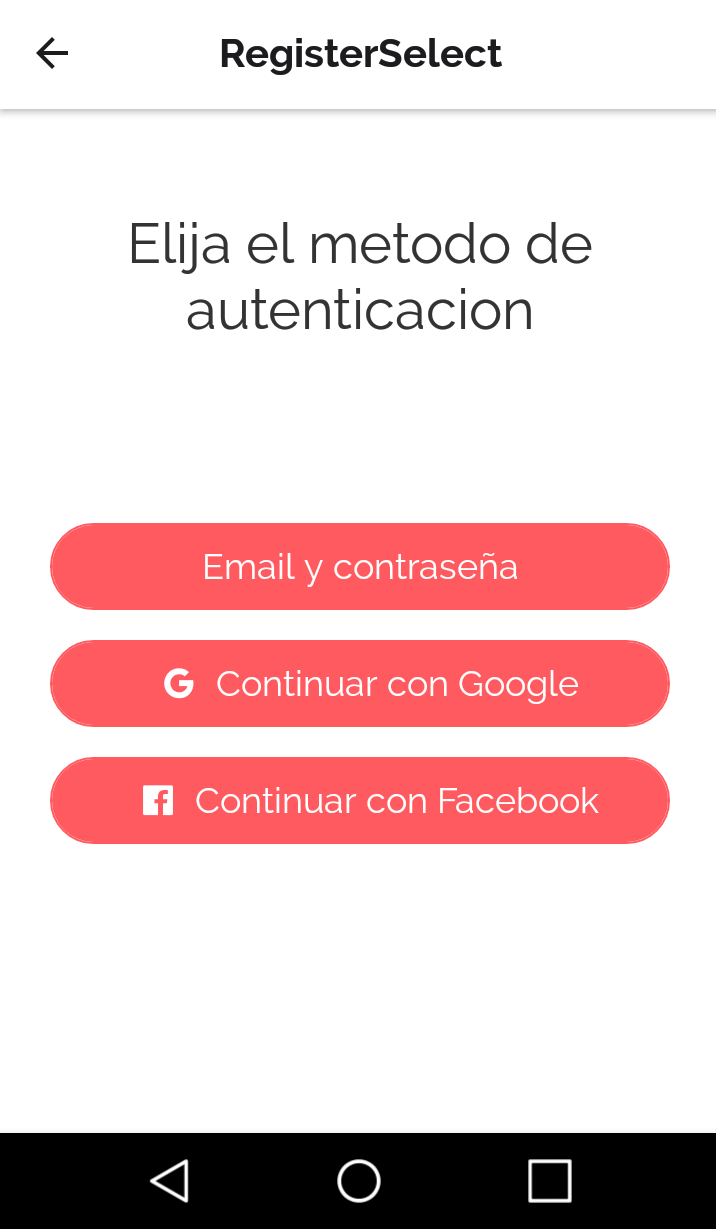 RegisterSelect
Elija el metodo de
autenticacion
Email y contraseña
Continuar con Google
Continuar con Facebook